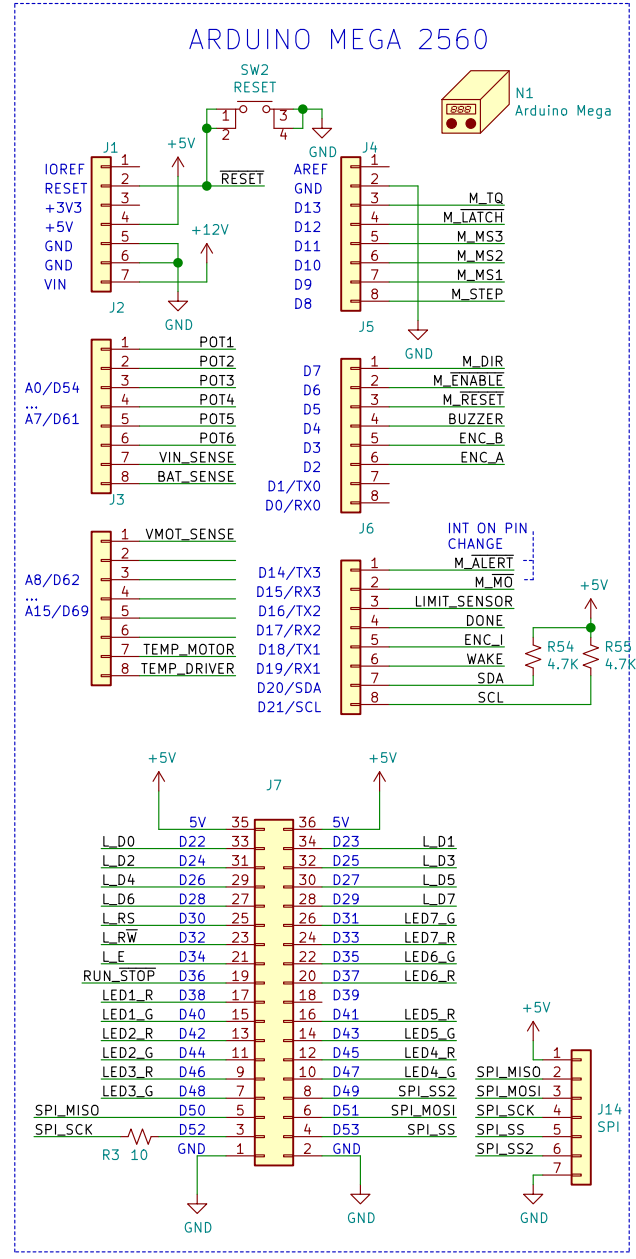 ARDUINO MEGA 2560
SW2
RESET
1
2
3
4
GND
888
N1
Arduino Mega
J1
+5V
IOREF 1
RESET 2 RESET
+3V3 3
+5V 4
GND 5 +12V
GND 6
VIN 7
J2 GND
J4
AREF 1
GND 2
D13 3 M_TQ
D12 4 M_LATCH
D11 5 M_MS3
D10 6 M_MS2
D9 7 M_MS1
D8 8 M_STEP
J5 GND
1 POT1
2 POT2
A0/D54 3 POT3
... 4 POT4
A7/D61 5 POT5
6 POT6
7 VIN_SENSE
8 BAT_SENSE
J3
D7 1 M_DIR
D6 2 M_ENABLE
D5 3 M_RESET
D4 4 BUZZER
D3 5 ENC_B
D2 6 ENC_A
D1/TX0 7
D0/RX0 8
J6
1 VMOT_SENSE
2
A8/D62 3
... 4
A15/D69 5
6
7 TEMP_MOTOR
8 TEMP_DRIVER
INT ON PIN
CHANGE
D14/TX3 1 M_ALERT
D15/RX3 2 M_MO
D16/TX2 3 LIMIT_SENSOR
D17/RX2 4 DONE
D18/TX1 5 ENC_I
D19/RX1 6 WAKE
D20/SDA 7 SDA
D21/SCL 8 SCL
+5V
R54
4.7K
R55
4.7K
+5V J7 +5V
5V 35 36 5V
L_D0 D22 33 34 D23 L_D1
L_D2 D24 31 32 D25 L_D3
L_D4 D26 29 30 D27 L_D5
L_D6 D28 27 28 D29 L_D7
L_RS D30 25 26 D31 LED7_G
L_RW D32 23 24 D33 LED7_R
L_E D34 21 22 D35 LED6_G
RUN_STOP D36 19 20 D37 LED6_R
LED1_R D38 17 18 D39
LED1_G D40 15 16 D41 LED5_R
LED2_R D42 13 14 D43 LED5_G
LED2_G D44 11 12 D45 LED4_R
LED3_R D46 9 10 D47 LED4_G
LED3_G D48 7 8 D49 SPI_SS2
SPI_MISO D50 5 6 D51 SPI_MOSI
SPI_SCK D52 3 4 D53 SPI_SS
R3 10 GND 1 2 GND
GND GND
+5V
1
SPI_MISO 2
SPI_MOSI 3
SPI_SCK 4
SPI_SS 5
SPI_SS2 6
7
J14
SPI
GND